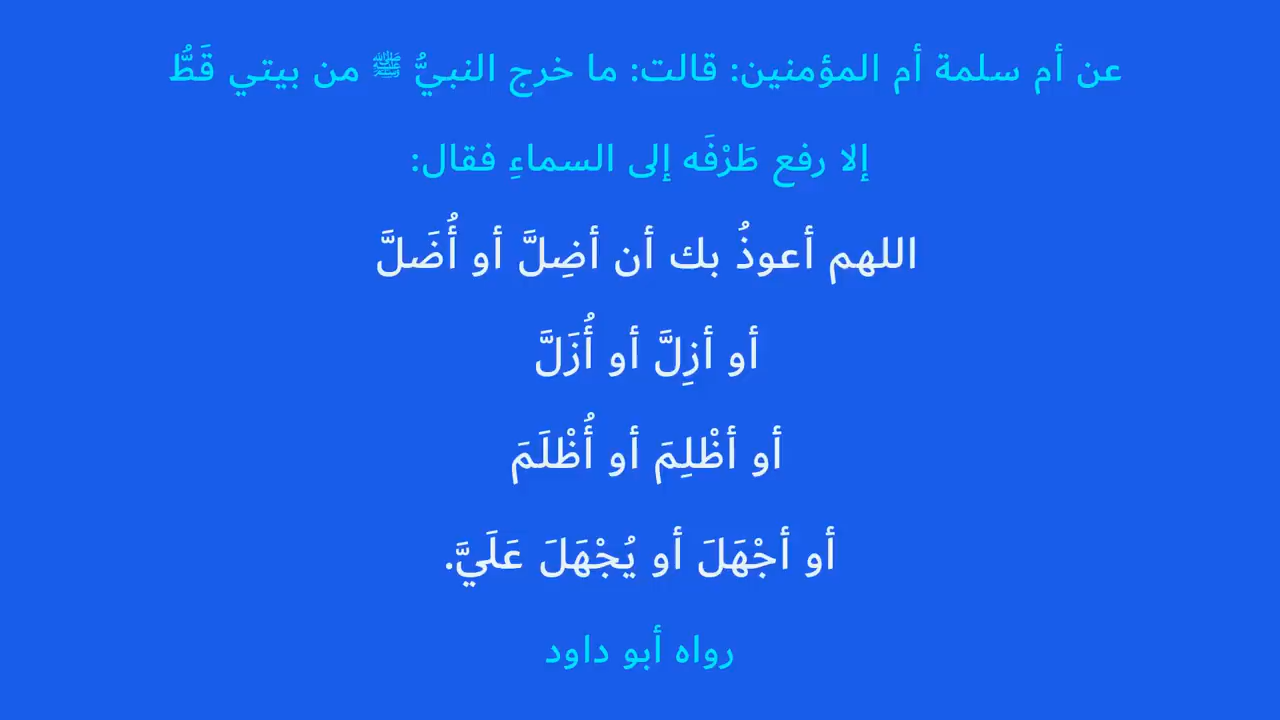 عن أم سلمة أم المؤمنين: قالت: ما خرج النبيُّ ﷺ من بيتي قَطُّ
إلا رفع طَرْفَه إلى السماءِ فقال:
اللهم أعوذُ بك أن أضِلَّ أو أُضَلَّ
أو أزِلَّ أو أُزَلَّ
أو أظْلِمَ أو أُظْلَمَ
أو أجْهَلَ أو يُجْهَلَ عَلَيَّ.
رواه أبو داود